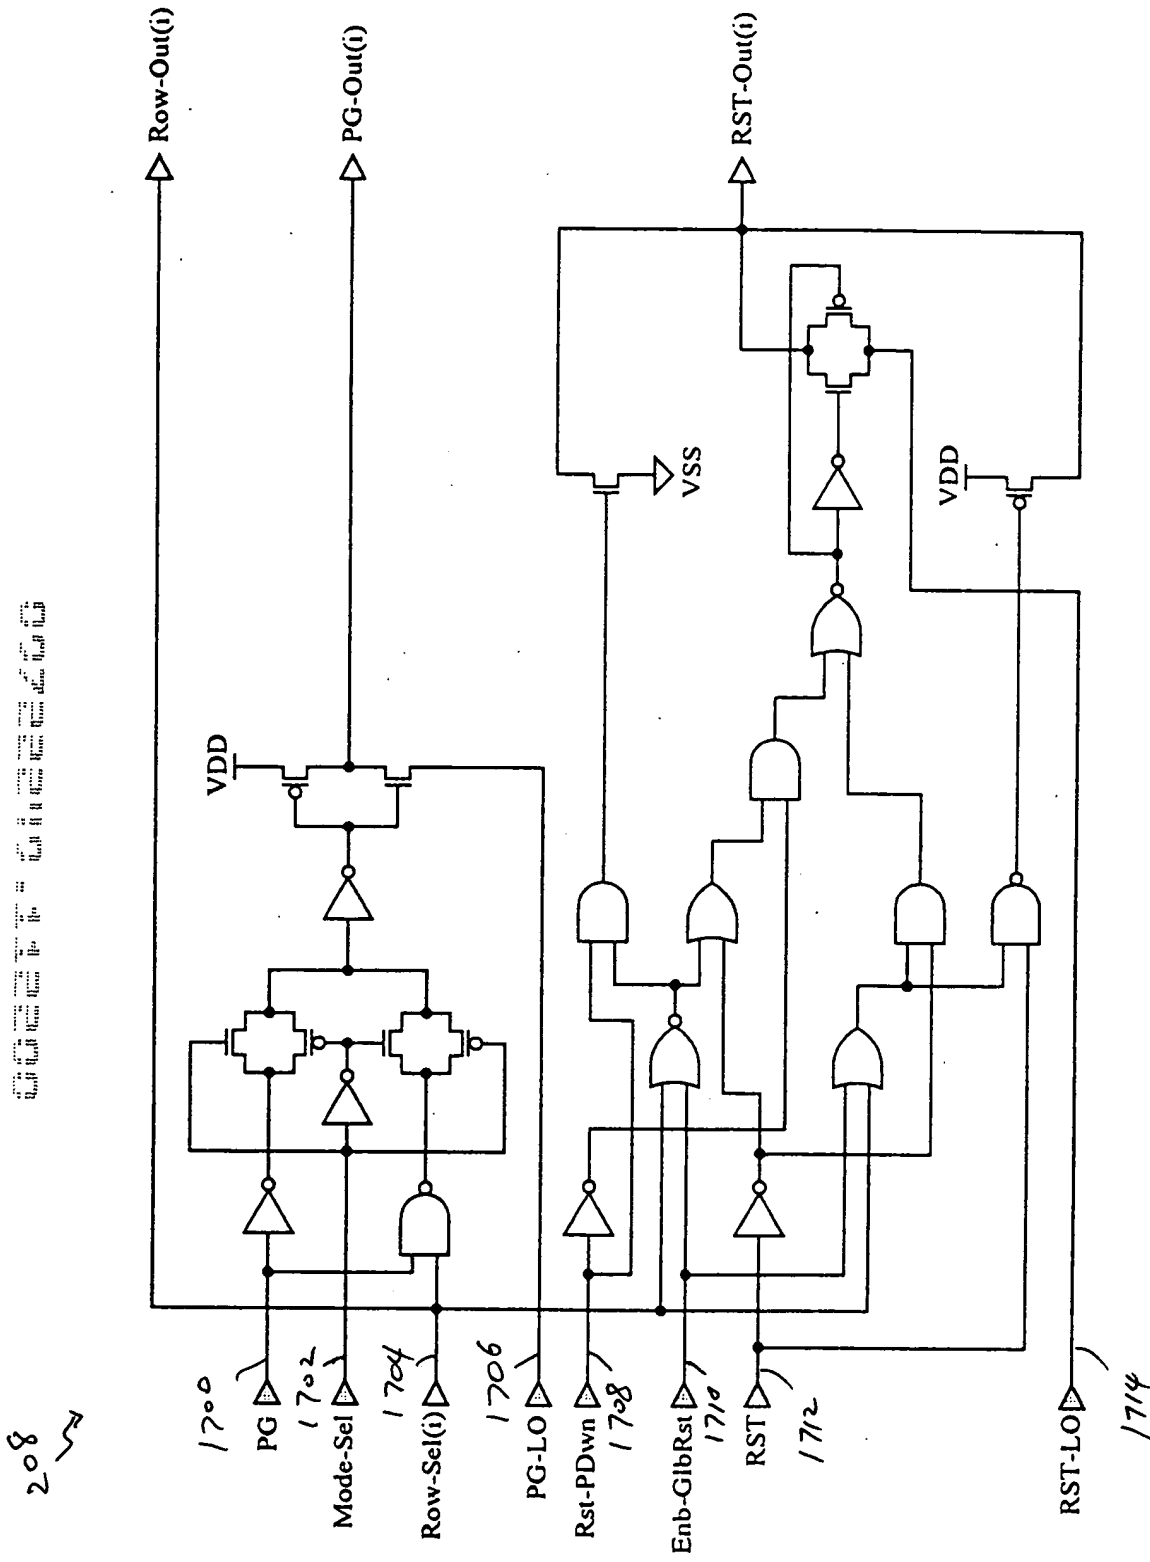 208
1700
PG
1702
Mode-Sel
1704
Row-Sel(i)
1706
PG-LO
1708
Rst-PDwn
1710
Enb-GlbRst
1712
RST
1714
RST-LO
VDD
VSS
VDD
Row-Out(i)
PG-Out(i)
RST-Out(i)